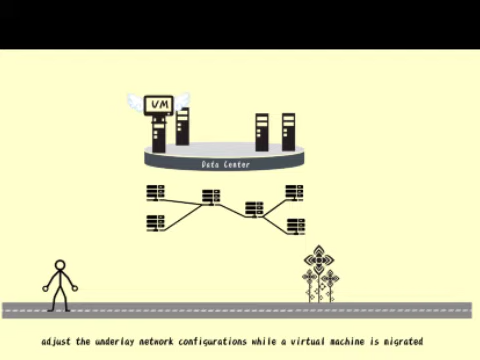 VM
Data Center
adjust the underlay network configurations while a virtual machine is migrated